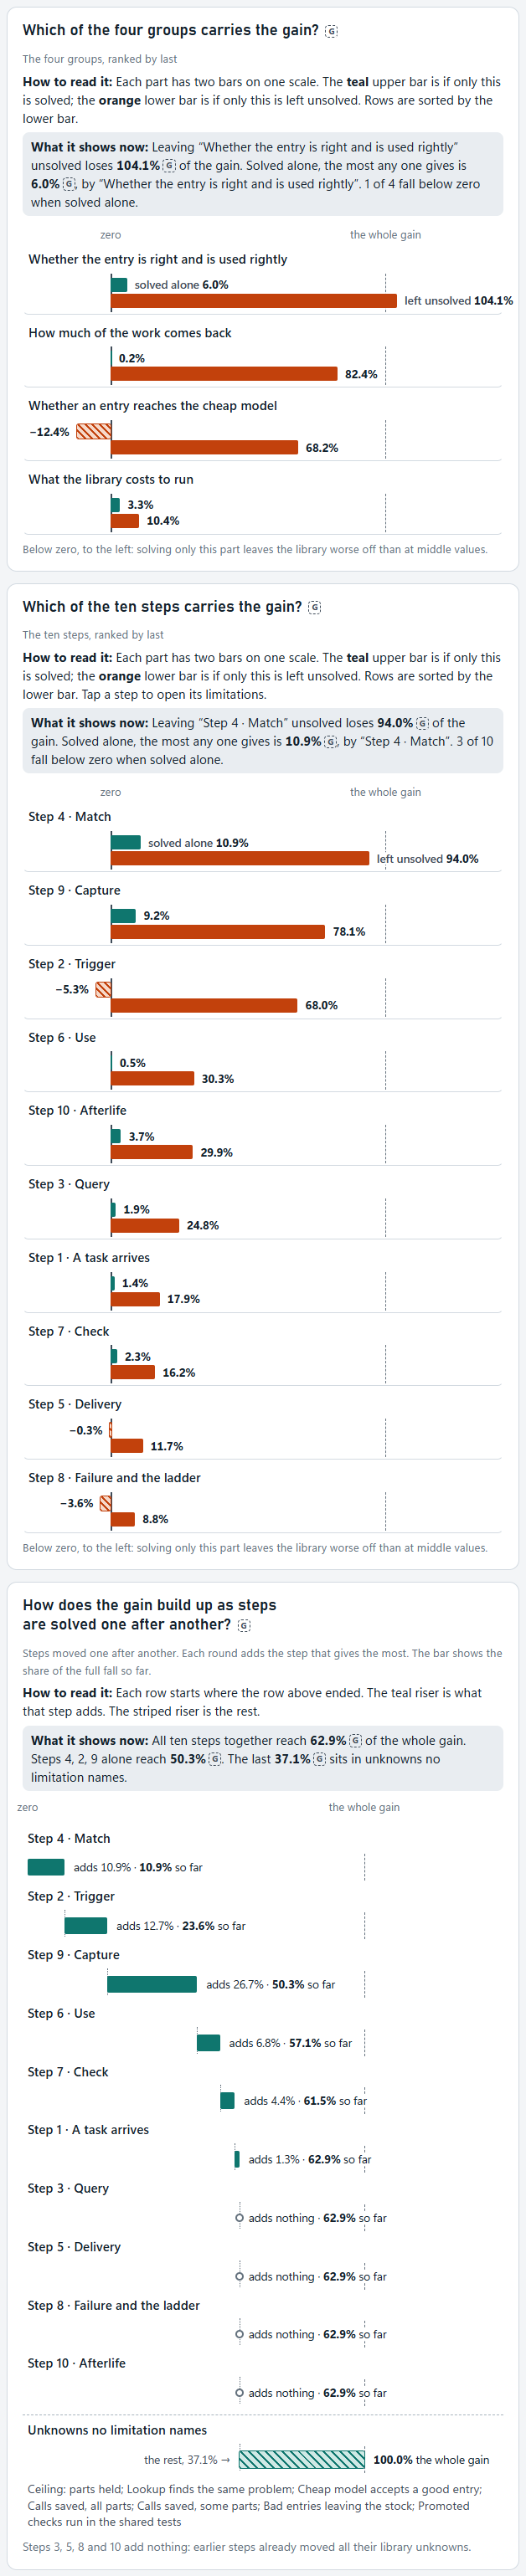 Which of the four groups carries the gain? G
The four groups, ranked by last
How to read it: Each part has two bars on one scale. The teal upper bar is if only this
is solved; the orange lower bar is if only this is left unsolved. Rows are sorted by the
lower bar.
What it shows now: Leaving “Whether the entry is right and is used rightly”
unsolved loses 104.1% G of the gain. Solved alone, the most any one gives is
6.0% G, by “Whether the entry is right and is used rightly”. 1 of 4 fall below zero
when solved alone.
zero the whole gain
Whether the entry is right and is used rightly
solved alone 6.0%
left unsolved 104.1%
How much of the work comes back
0.2%
82.4%
Whether an entry reaches the cheap model
−12.4%
68.2%
What the library costs to run
3.3%
10.4%
Below zero, to the left: solving only this part leaves the library worse off than at middle values.
Which of the ten steps carries the gain? G
The ten steps, ranked by last
How to read it: Each part has two bars on one scale. The teal upper bar is if only this
is solved; the orange lower bar is if only this is left unsolved. Rows are sorted by the
lower bar. Tap a step to open its limitations.
What it shows now: Leaving “Step 4 · Match” unsolved loses 94.0% G of the
gain. Solved alone, the most any one gives is 10.9% G, by “Step 4 · Match”. 3 of 10
fall below zero when solved alone.
zero the whole gain
Step 4 · Match
solved alone 10.9%
left unsolved 94.0%
Step 9 · Capture
9.2%
78.1%
Step 2 · Trigger
−5.3%
68.0%
Step 6 · Use
0.5%
30.3%
Step 10 · Afterlife
3.7%
29.9%
Step 3 · Query
1.9%
24.8%
Step 1 · A task arrives
1.4%
17.9%
Step 7 · Check
2.3%
16.2%
Step 5 · Delivery
−0.3%
11.7%
Step 8 · Failure and the ladder
−3.6%
8.8%
Below zero, to the left: solving only this part leaves the library worse off than at middle values.
How does the gain build up as steps
are solved one after another? G
Steps moved one after another. Each round adds the step that gives the most. The bar shows the
share of the full fall so far.
How to read it: Each row starts where the row above ended. The teal riser is what
that step adds. The striped riser is the rest.
What it shows now: All ten steps together reach 62.9% G of the whole gain.
Steps 4, 2, 9 alone reach 50.3% G. The last 37.1% G sits in unknowns no
limitation names.
zero the whole gain
Step 4 · Match
adds 10.9% · 10.9% so far
Step 2 · Trigger
adds 12.7% · 23.6% so far
Step 9 · Capture
adds 26.7% · 50.3% so far
Step 6 · Use
adds 6.8% · 57.1% so far
Step 7 · Check
adds 4.4% · 61.5% so far
Step 1 · A task arrives
adds 1.3% · 62.9% so far
Step 3 · Query
adds nothing · 62.9% so far
Step 5 · Delivery
adds nothing · 62.9% so far
Step 8 · Failure and the ladder
adds nothing · 62.9% so far
Step 10 · Afterlife
adds nothing · 62.9% so far
Unknowns no limitation names
the rest, 37.1% → 100.0% the whole gain
Ceiling: parts held; Lookup finds the same problem; Cheap model accepts a good entry;
Calls saved, all parts; Calls saved, some parts; Bad entries leaving the stock; Promoted
checks run in the shared tests
Steps 3, 5, 8 and 10 add nothing: earlier steps already moved all their library unknowns.